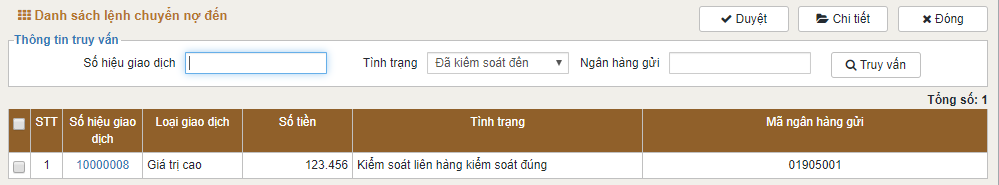 Danh sách lệnh chuyển nợ đến
Duyệt Chi tiết Đóng
Thông tin truy vấn
Số hiệu giao dịch Tình trạng Đã kiểm soát đến Ngân hàng gửi Truy vấn
Tổng số: 1
STT Số hiệu giao dịch Loại giao dịch Số tiền Tình trạng Mã ngân hàng gửi
1 10000008 Giá trị cao 123.456 Kiểm soát liên hàng kiểm soát đúng 01905001